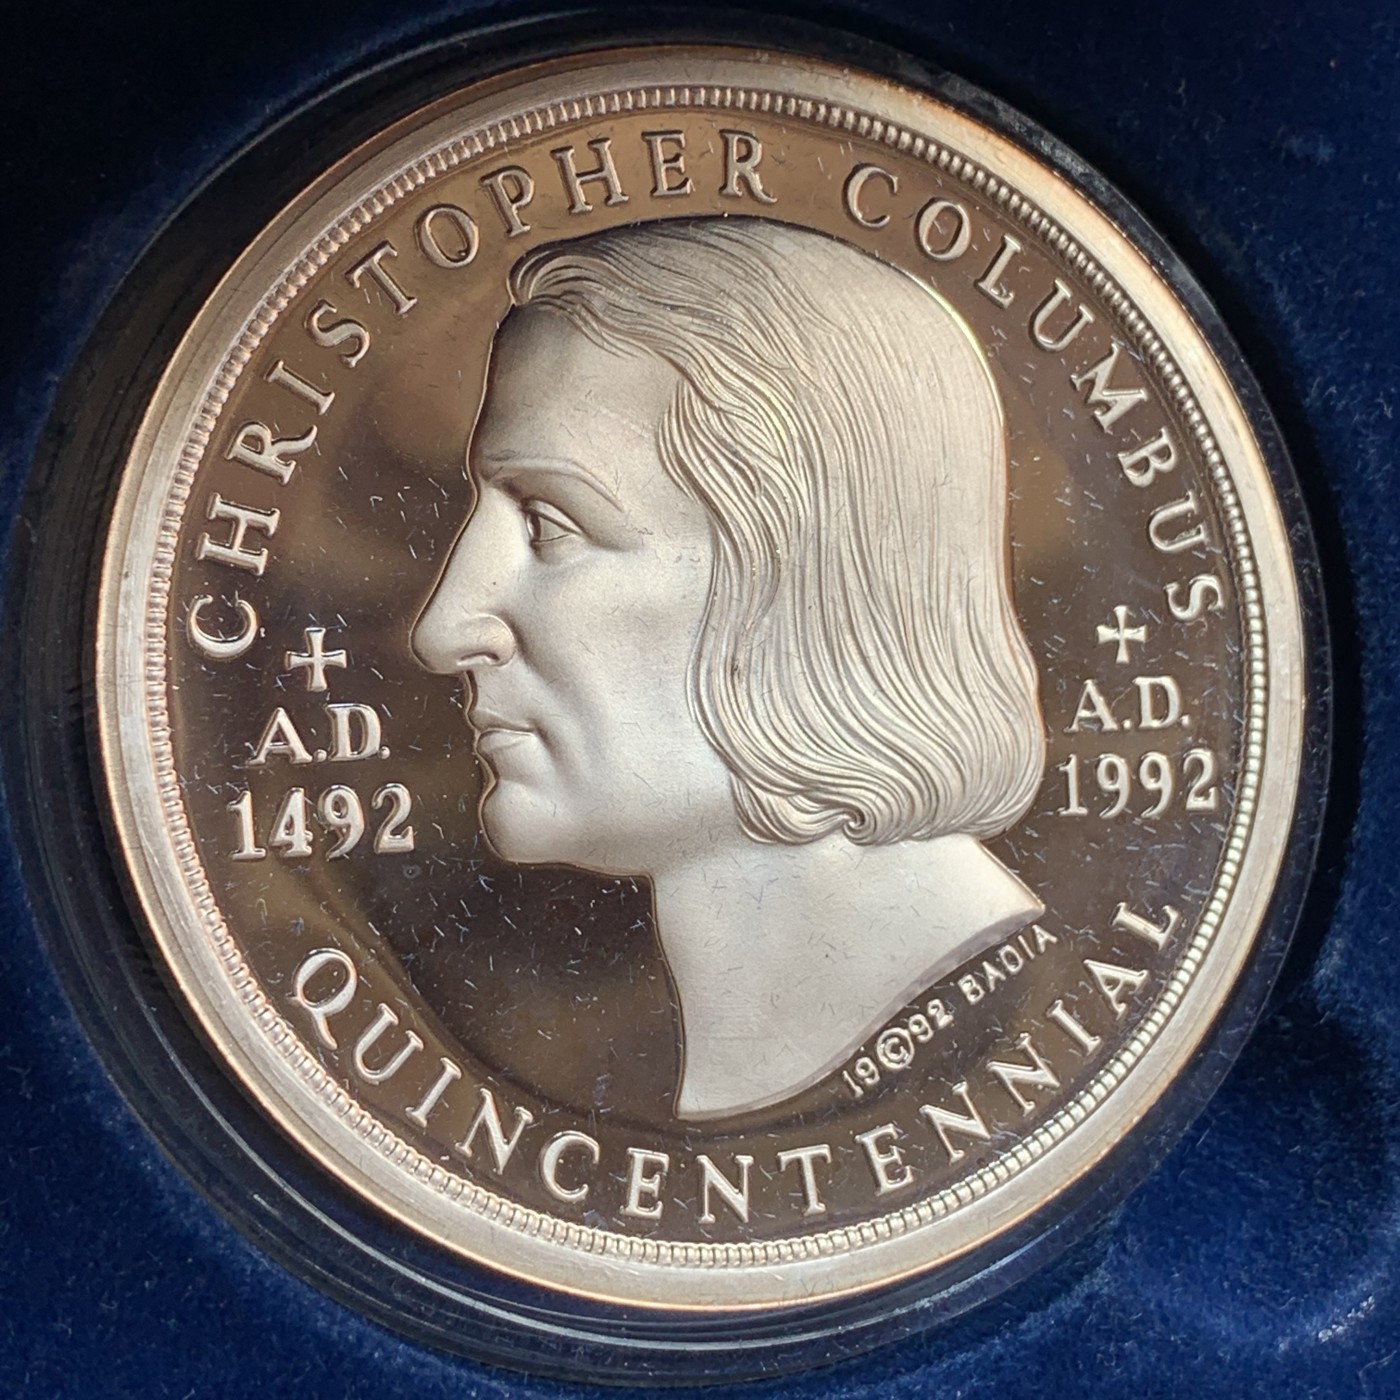 CHRISTOPHER COLUMBUS
A.D.
1492
A.D.
1992
19©92 BADIA
QUINCENTENNIAL